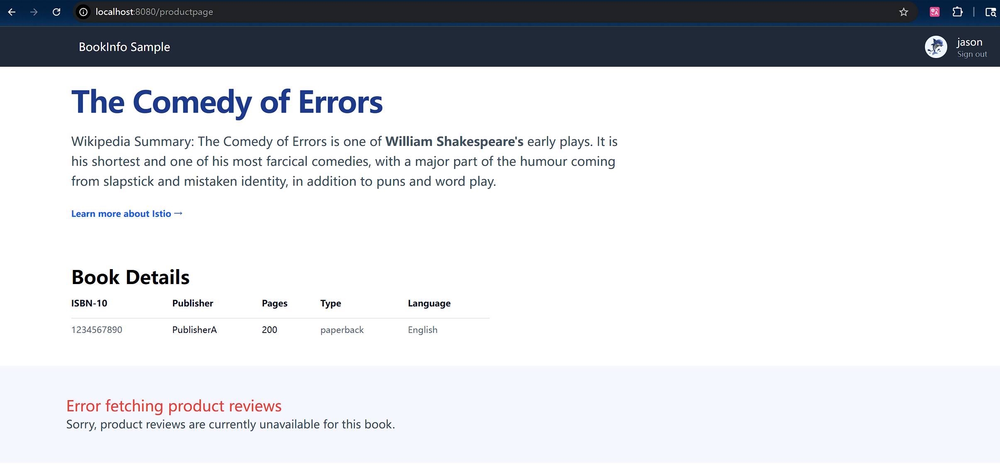 localhost:8080/productpage
BookInfo Sample
jason
Sign out
The Comedy of Errors
Wikipedia Summary: The Comedy of Errors is one of William Shakespeare's early plays. It is
his shortest and one of his most farcical comedies, with a major part of the humour coming
from slapstick and mistaken identity, in addition to puns and word play.
Learn more about Istio →
Book Details
ISBN-10 Publisher Pages Type Language
1234567890 PublisherA 200 paperback English
Error fetching product reviews
Sorry, product reviews are currently unavailable for this book.